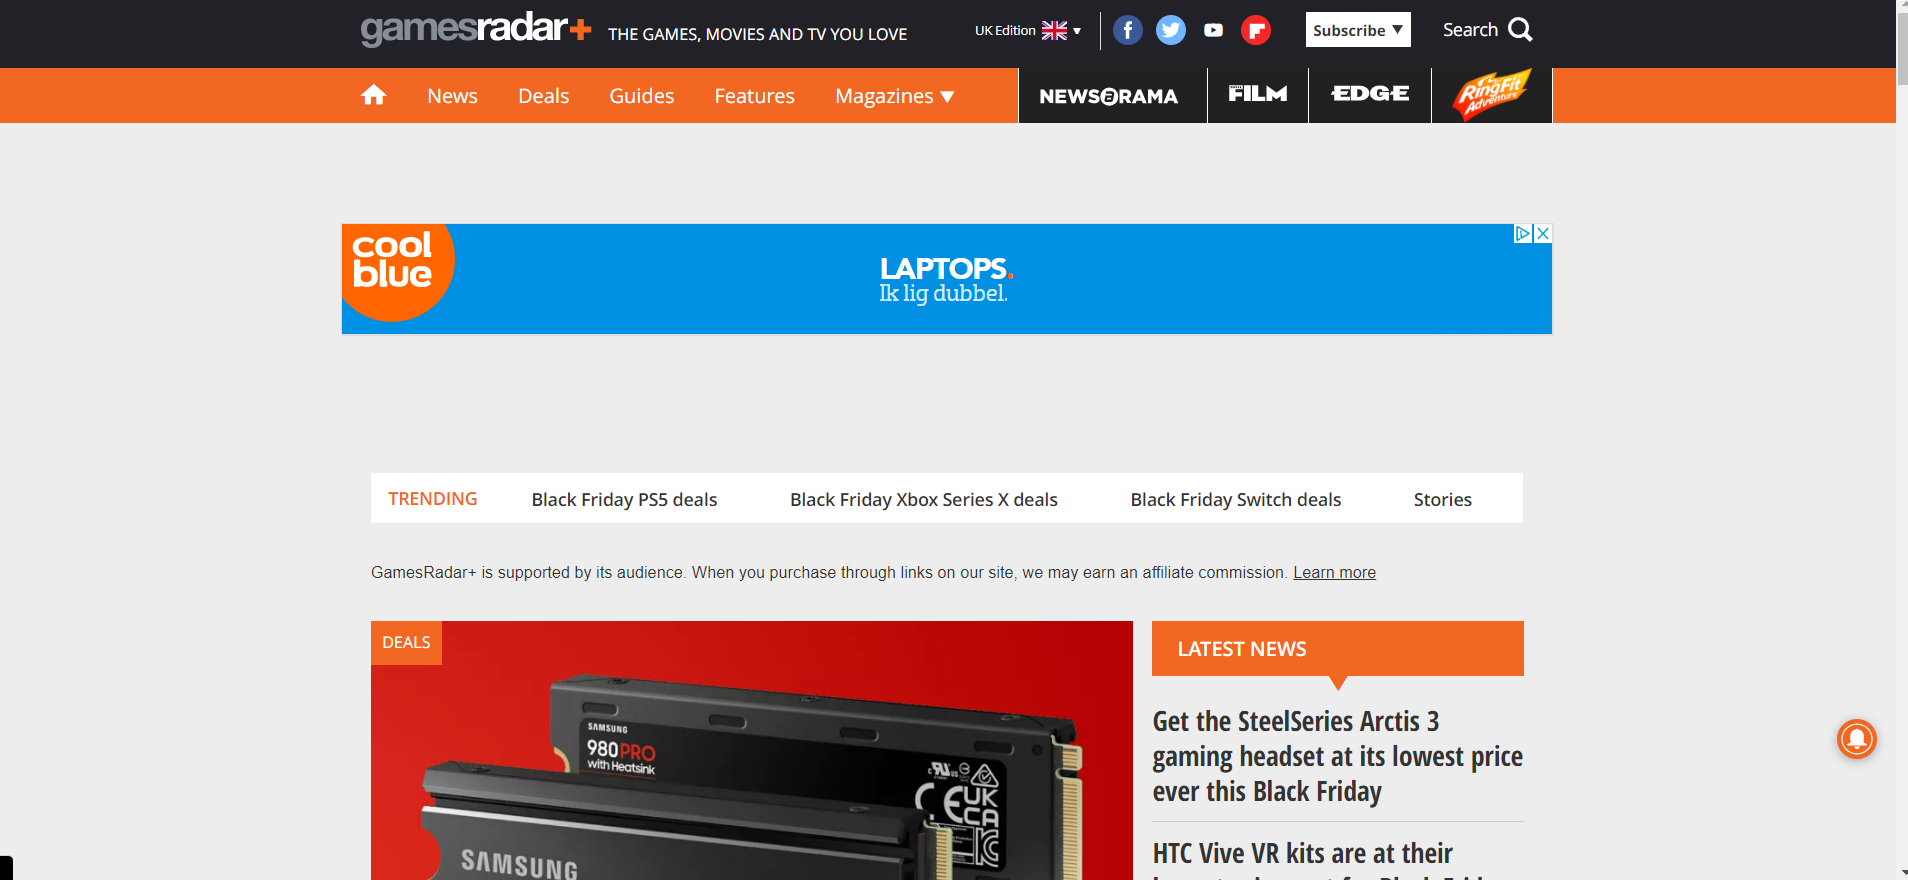 gamesradar+
THE GAMES, MOVIES AND TV YOU LOVE
UK Edition
Subscribe
Search
News
Deals
Guides
Features
Magazines
NEWSARAMA
FILM
EDGE
RingFit
Adventure
cool
blue
LAPTOPS.
Ik lig dubbel.
TRENDING
Black Friday PS5 deals
Black Friday Xbox Series X deals
Black Friday Switch deals
Stories
GamesRadar+ is supported by its audience. When you purchase through links on our site, we may earn an affiliate commission. Learn more
DEALS
SAMSUNG
980 PRO
with Heatsink
CE UK
CA
SAMSUNG
LATEST NEWS
Get the SteelSeries Arctis 3
gaming headset at its lowest price
ever this Black Friday
HTC Vive VR kits are at their